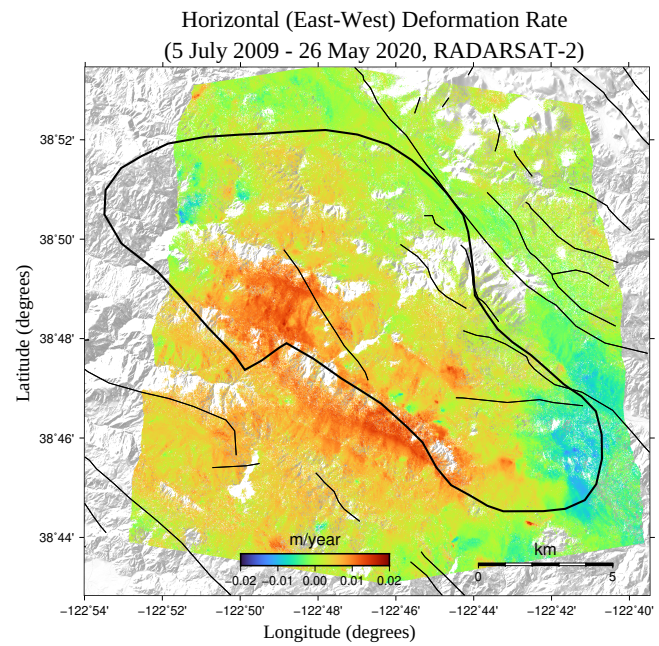 Horizontal (East-West) Deformation Rate
(5 July 2009 - 26 May 2020, RADARSAT-2)
38˚52'
38˚50'
38˚48'
38˚46'
38˚44'
Latitude (degrees)
m/year
−0.02 −0.01 0.00 0.01 0.02
km
0 5
−122˚54' −122˚52' −122˚50' −122˚48' −122˚46' −122˚44' −122˚42' −122˚40'
Longitude (degrees)